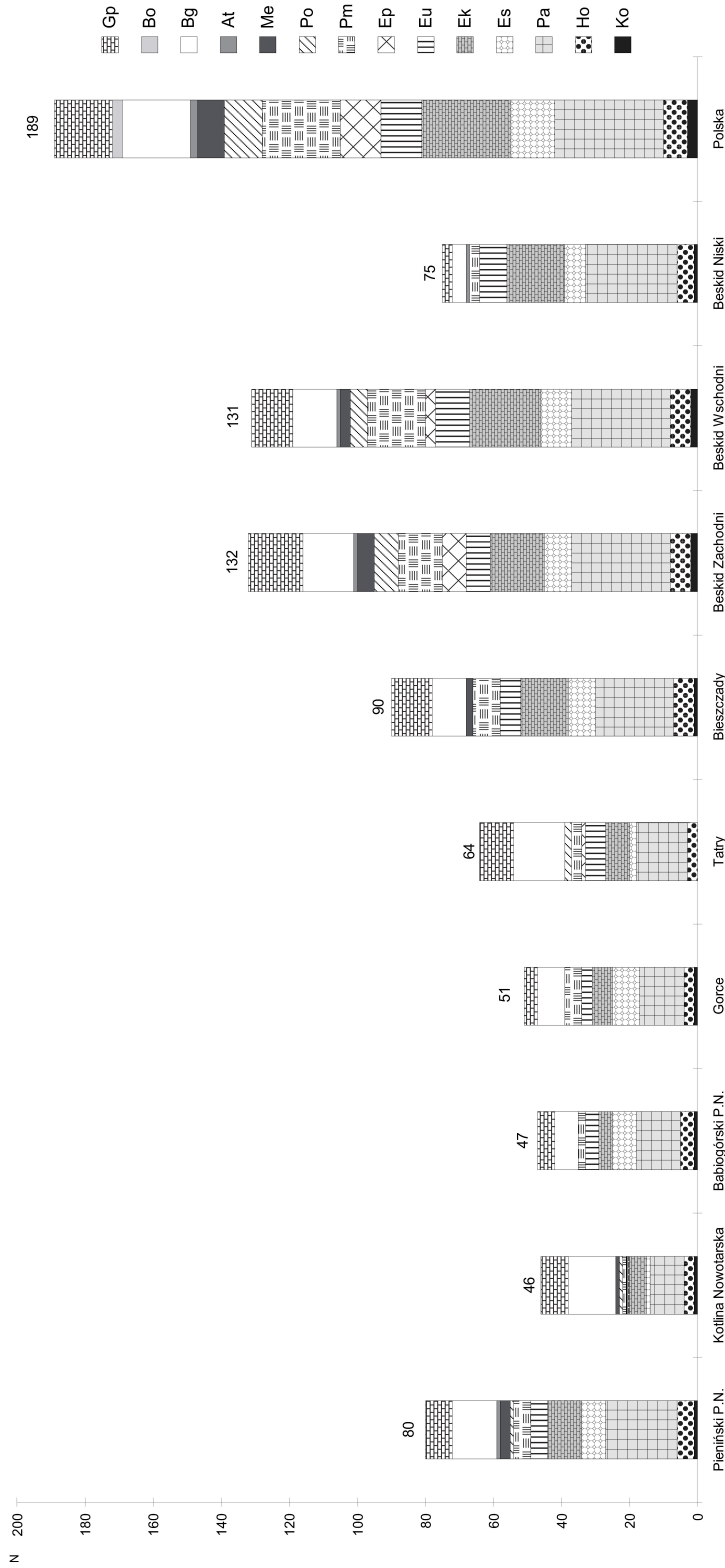 N
200
180
160
140
120
100
80
60
40
20
0
80
46
47
51
64
90
132
131
75
189
Pieniński P.N.
Kotlina Nowotarska
Babiogórski P.N.
Gorce
Tatry
Bieszczady
Beskid Zachodni
Beskid Wschodni
Beskid Niski
Polska
Gp
Bo
Bg
At
Me
Po
Pm
Ep
Eu
Ek
Es
Pa
Ho
Ko